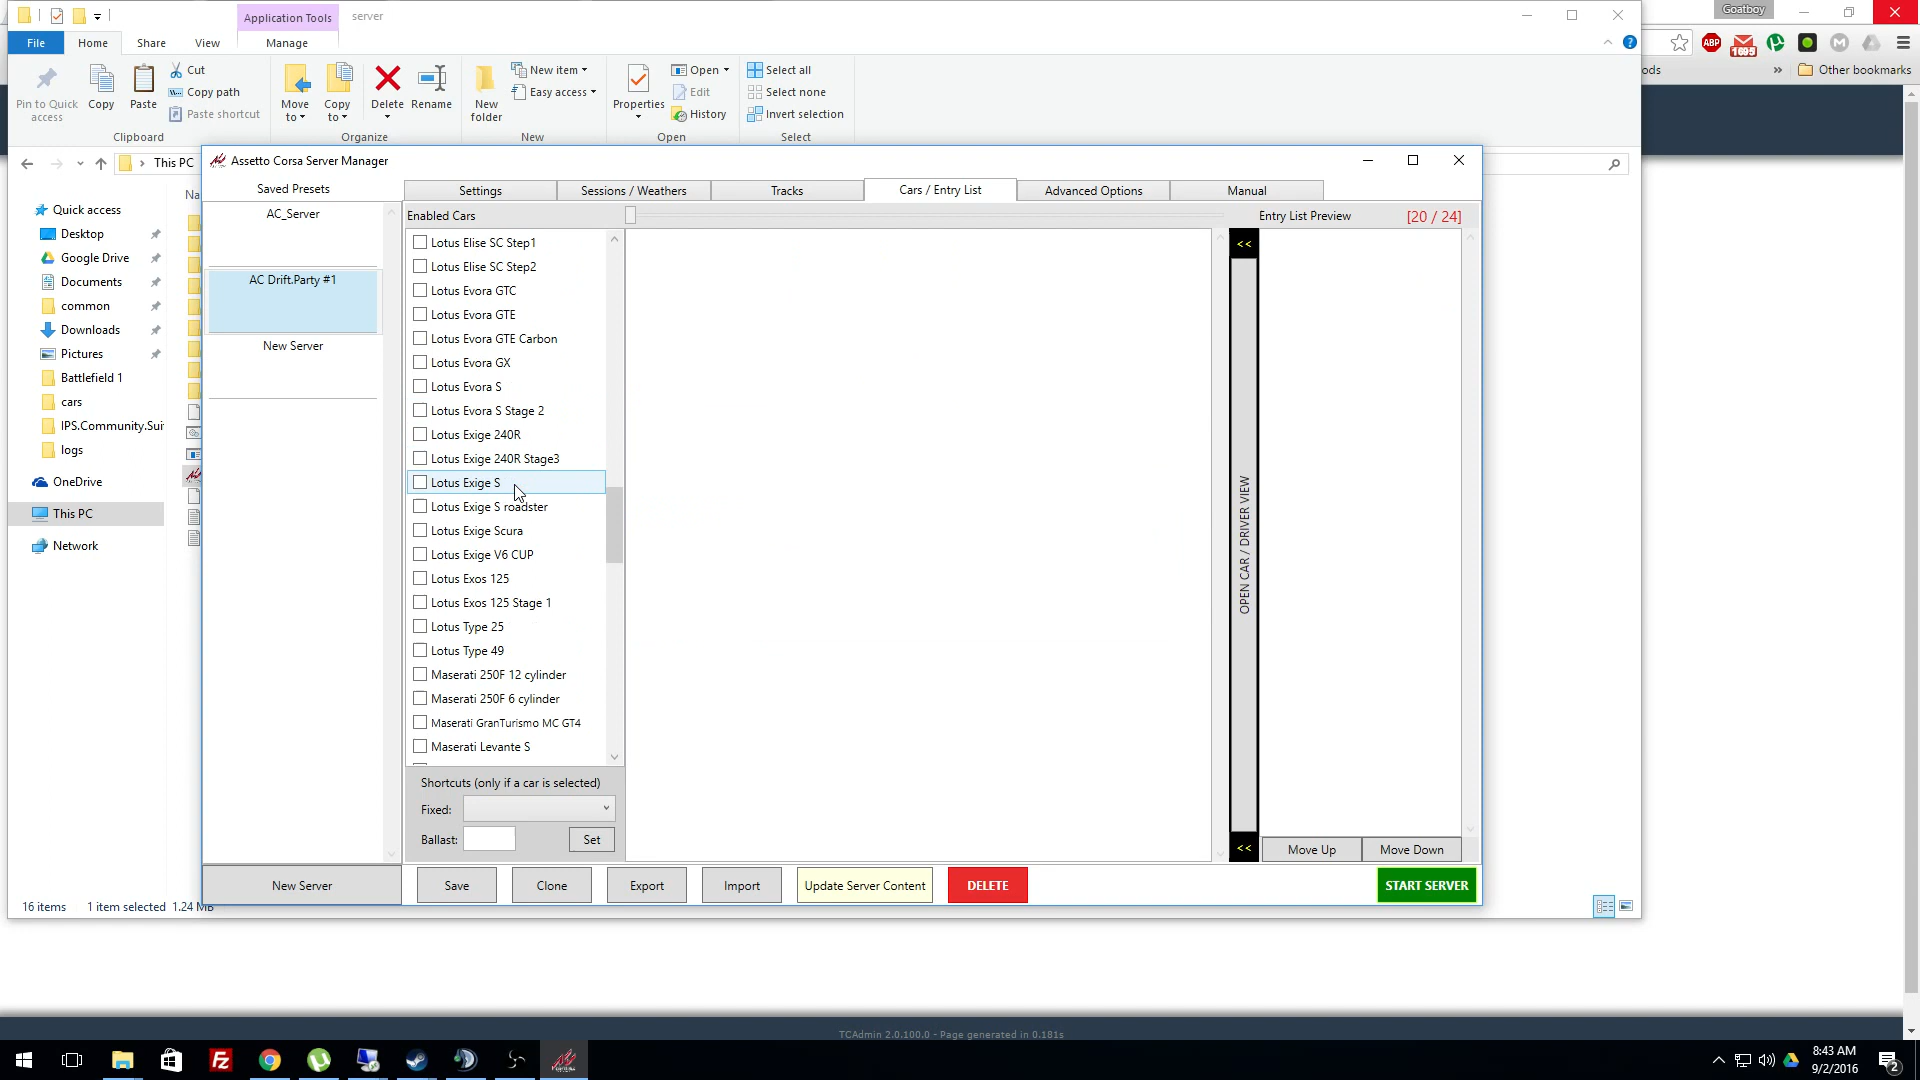 Application Tools
server
Goatboy
File
Home
Share
View
Manage
Pin to Quick
access
Copy
Paste
Cut
Copy path
Paste shortcut
Clipboard
Move
to
Copy
to
Delete
Rename
Organize
New
folder
New item
Easy access
New
Properties
Open
Edit
History
Open
Select all
Select none
Invert selection
Select
ABP
1695
M
ods
»
Other bookmarks
This PC
Na
Quick access
Desktop
Google Drive
Documents
common
Downloads
Pictures
Battlefield 1
cars
IPS.Community.Sui
logs
OneDrive
This PC
Network
16 items
1 item selected
1.24 MB
Assetto Corsa Server Manager
Saved Presets
AC_Server
AC Drift.Party #1
New Server
Settings
Sessions / Weathers
Tracks
Cars / Entry List
Advanced Options
Manual
Enabled Cars
Entry List Preview
[20 / 24]
Lotus Elise SC Step1
Lotus Elise SC Step2
Lotus Evora GTC
Lotus Evora GTE
Lotus Evora GTE Carbon
Lotus Evora GX
Lotus Evora S
Lotus Evora S Stage 2
Lotus Exige 240R
Lotus Exige 240R Stage3
Lotus Exige S
Lotus Exige S roadster
Lotus Exige Scura
Lotus Exige V6 CUP
Lotus Exos 125
Lotus Exos 125 Stage 1
Lotus Type 25
Lotus Type 49
Maserati 250F 12 cylinder
Maserati 250F 6 cylinder
Maserati GranTurismo MC GT4
Maserati Levante S
Shortcuts (only if a car is selected)
Fixed:
Ballast:
Set
<<
OPEN CAR / DRIVER VIEW
<<
Move Up
Move Down
New Server
Save
Clone
Export
Import
Update Server Content
DELETE
START SERVER
TCAdmin 2.0.100.0 - Page generated in 0.181s
8:43 AM
9/2/2016
2